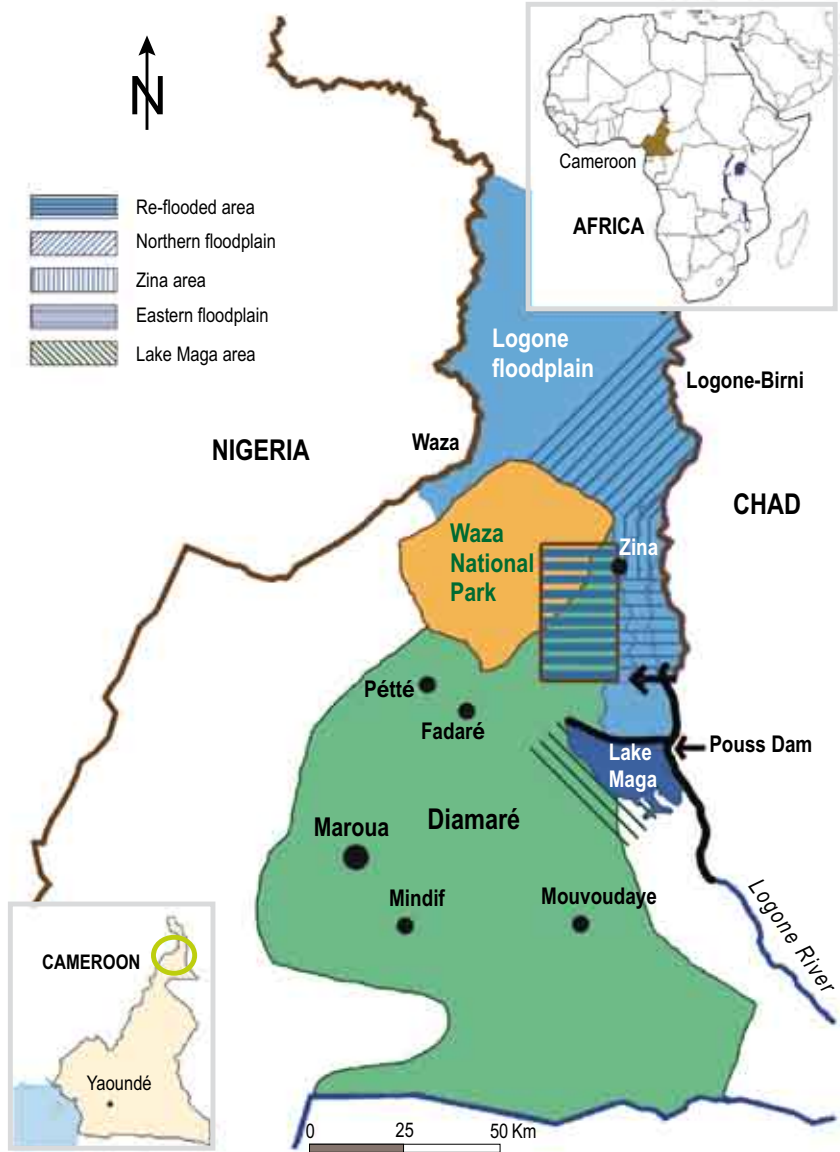 N
Cameroon
AFRICA
Re-flooded area
Northern floodplain
Zina area
Eastern floodplain
Lake Maga area
Logone
floodplain
Logone-Birni
NIGERIA
Waza
CHAD
Waza
National
Park
Zina
Pétté
Fadaré
Pouss Dam
Lake
Maga
Diamaré
Maroua
Mindif
Mouvoudaye
Logone River
CAMEROON
Yaoundé
0 25 50 Km